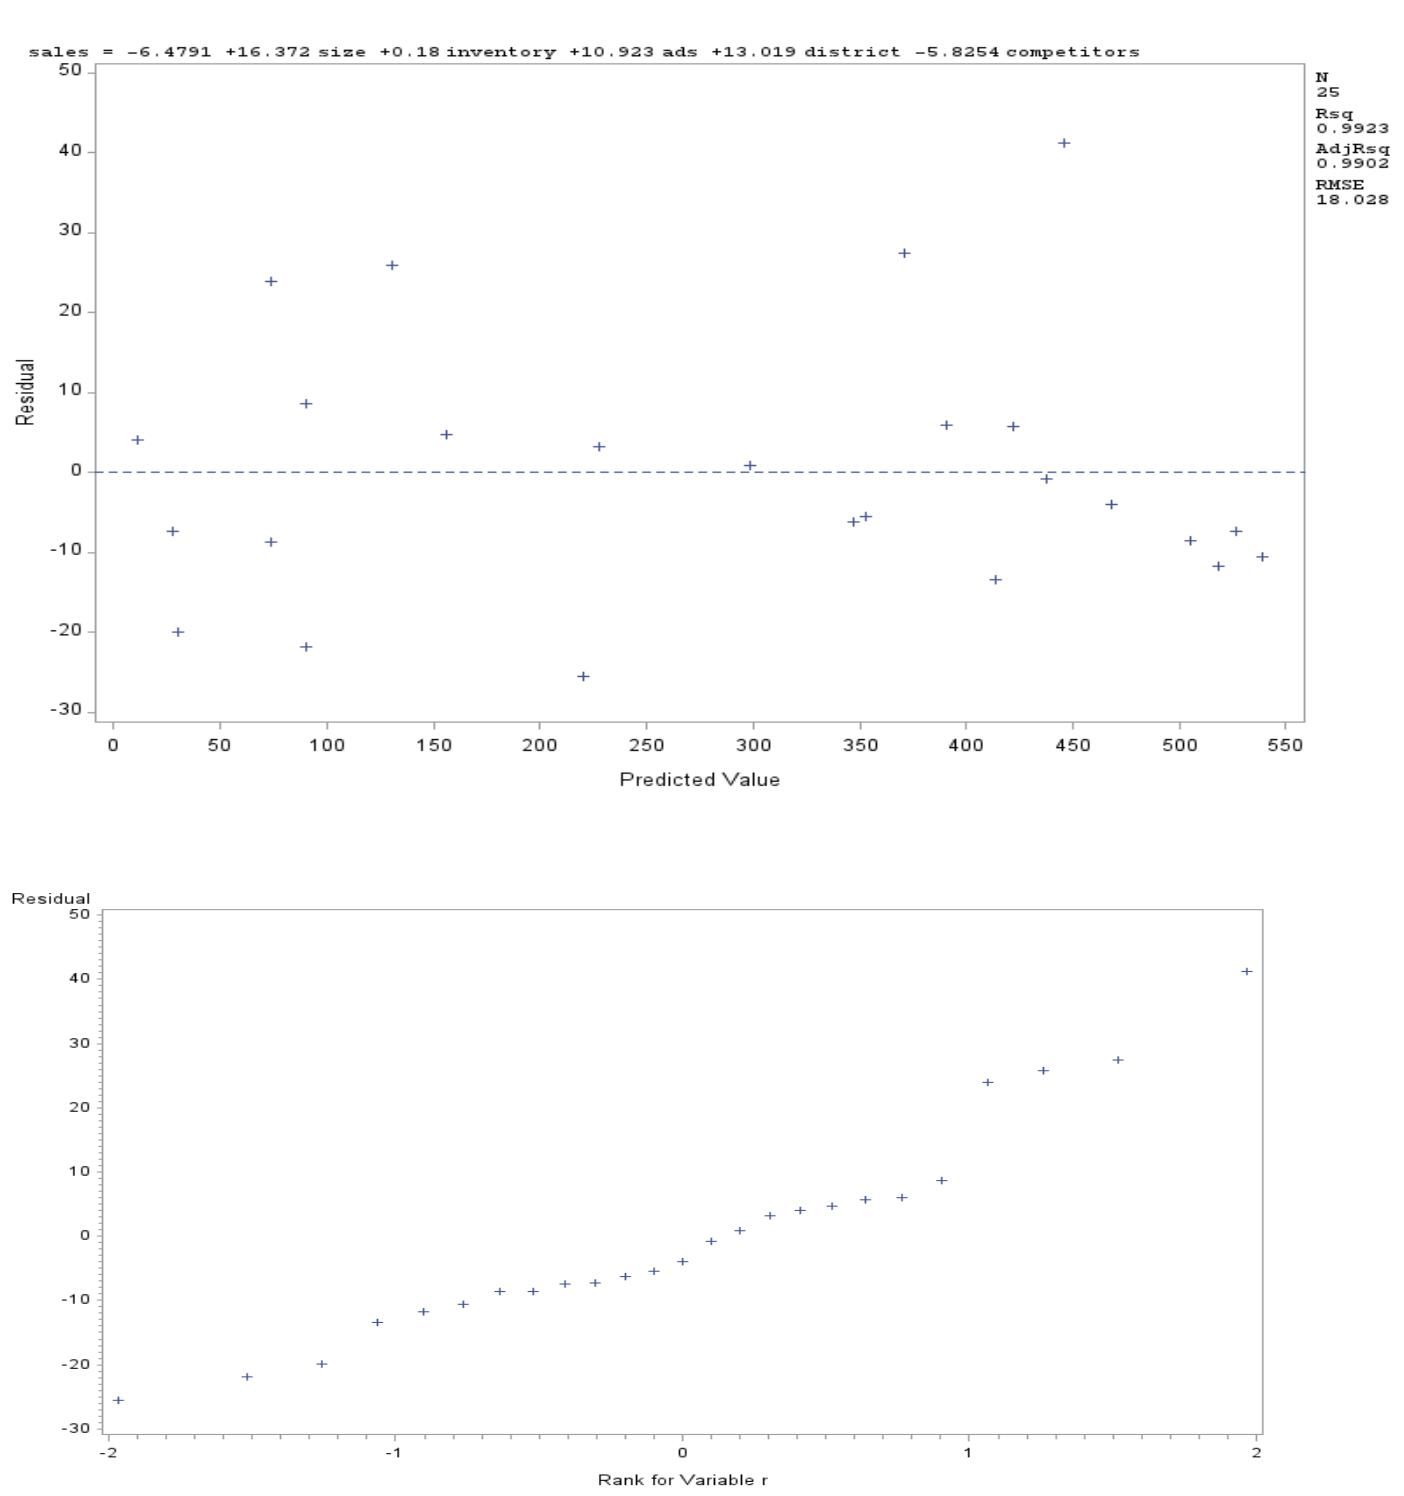 sales = -6.4791 +16.372 size +0.18 inventory +10.923 ads +13.019 district -5.8254 competitors
N
25
Rsq
0.9923
AdjRsq
0.9902
RMSE
18.028
50
40
30
20
10
0
-10
-20
-30
Residual
0 50 100 150 200 250 300 350 400 450 500 550
Predicted Value
Residual
50
40
30
20
10
0
-10
-20
-30
-2 -1 0 1 2
Rank for Variable r